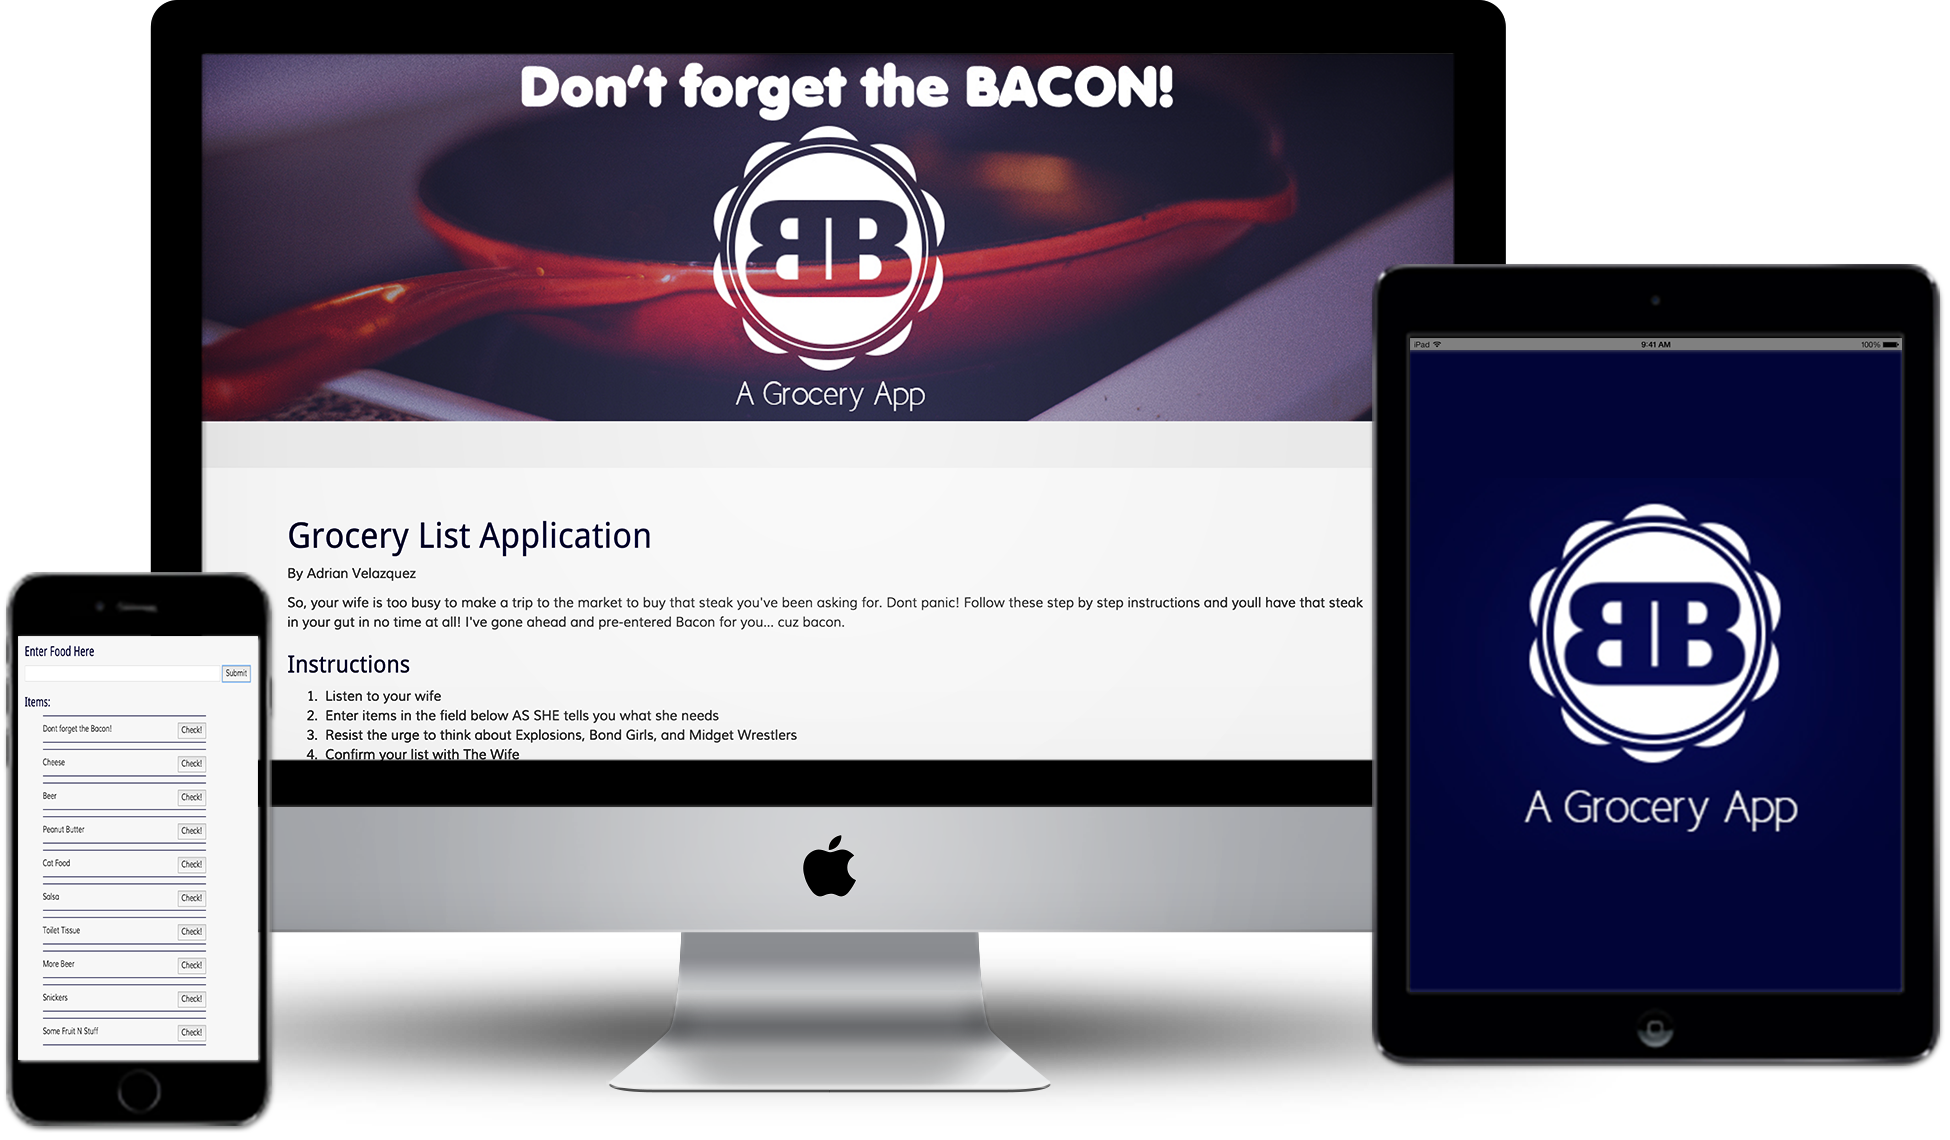 Don't forget the BACON!
B|B
A Grocery App
Grocery List Application
By Adrian Velazquez
So, your wife is too busy to make a trip to the market to buy that steak you've been asking for. Dont panic! Follow these step by step instructions and youll have that steak
in your gut in no time at all! I've gone ahead and pre-entered Bacon for you... cuz bacon.
Instructions
1. Listen to your wife
2. Enter items in the field below AS SHE tells you what she needs
3. Resist the urge to think about Explosions, Bond Girls, and Midget Wrestlers
4. Confirm your list with The Wife
Enter Food Here
Submit
Items:
Dont forget the Bacon! Check!
Cheese Check!
Beer Check!
Peanut Butter Check!
Cat Food Check!
Salsa Check!
Toilet Tissue Check!
More Beer Check!
Snickers Check!
Some Fruit N Stuff Check!
iPad 9:41 AM 100%
B|B
A Grocery App